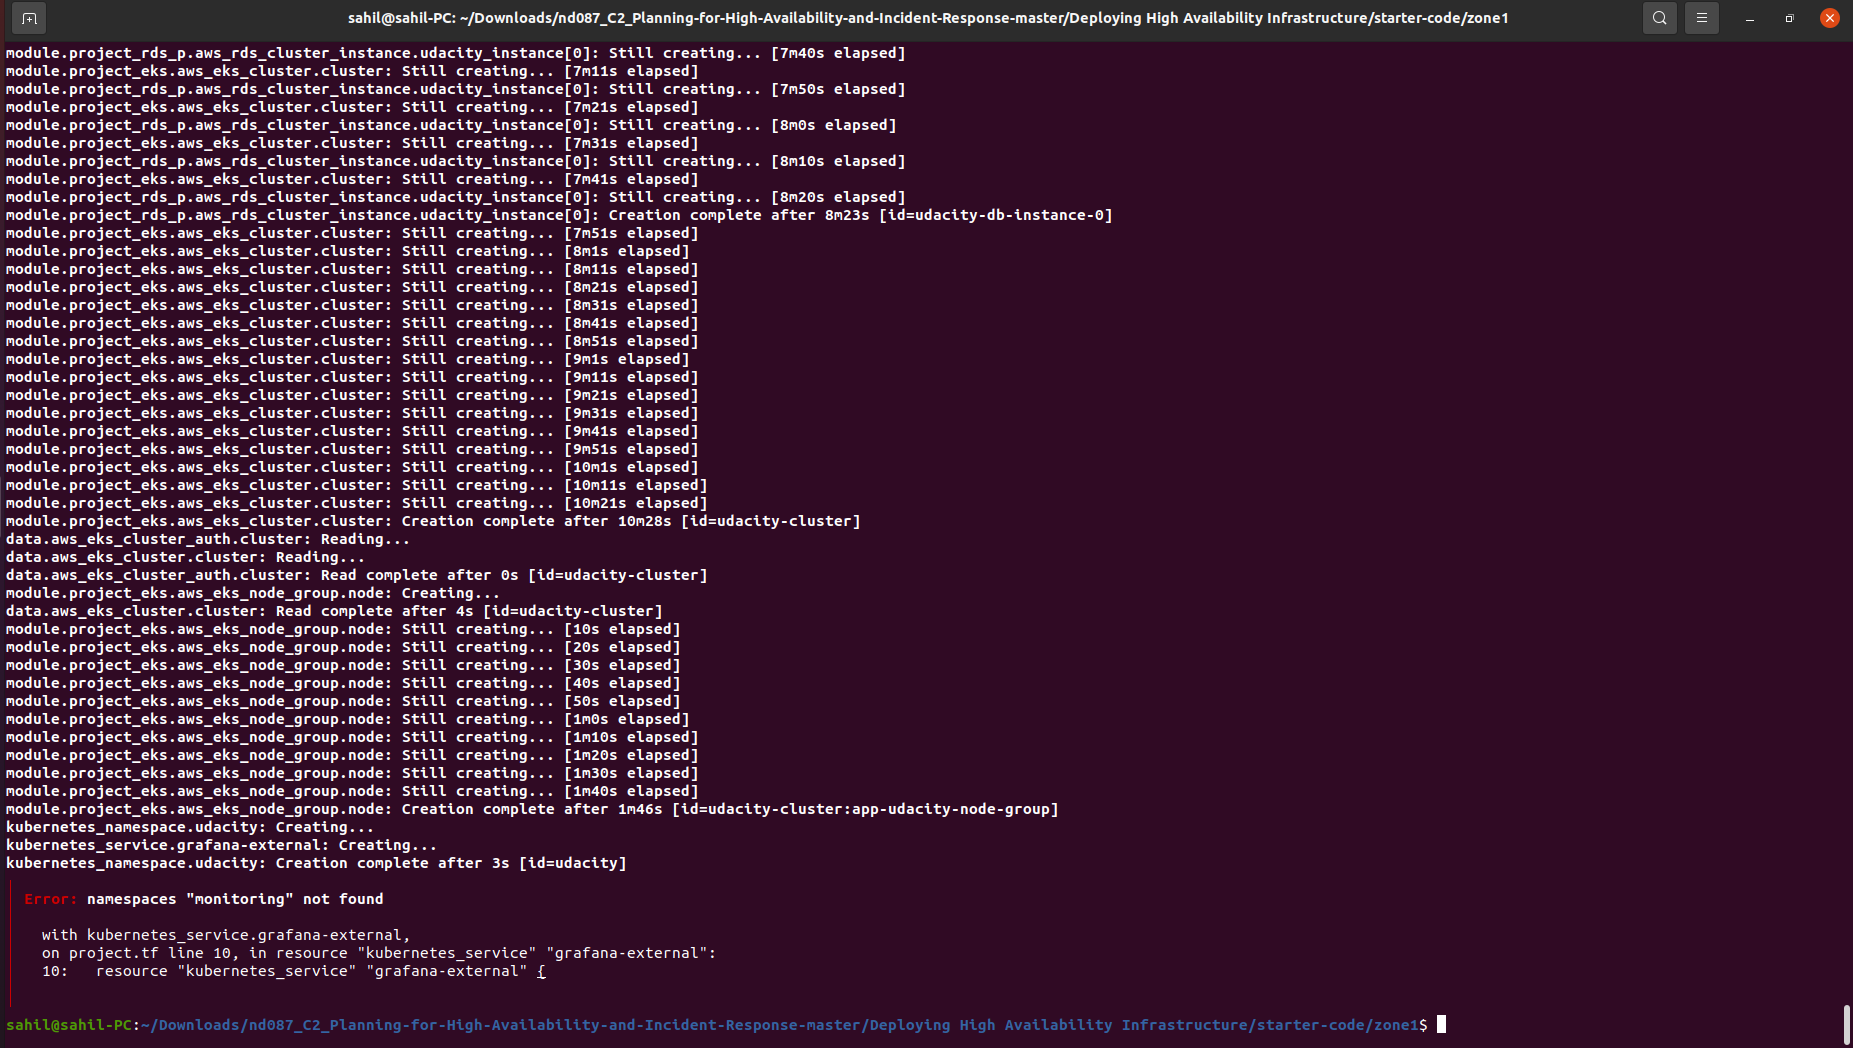 sahil@sahil-PC: ~/Downloads/nd087_C2_Planning-for-High-Availability-and-Incident-Response-master/Deploying High Availability Infrastructure/starter-code/zone1
module.project_rds_p.aws_rds_cluster_instance.udacity_instance[0]: Still creating... [7m40s elapsed]
module.project_eks.aws_eks_cluster.cluster: Still creating... [7m11s elapsed]
module.project_rds_p.aws_rds_cluster_instance.udacity_instance[0]: Still creating... [7m50s elapsed]
module.project_eks.aws_eks_cluster.cluster: Still creating... [7m21s elapsed]
module.project_rds_p.aws_rds_cluster_instance.udacity_instance[0]: Still creating... [8m0s elapsed]
module.project_eks.aws_eks_cluster.cluster: Still creating... [7m31s elapsed]
module.project_rds_p.aws_rds_cluster_instance.udacity_instance[0]: Still creating... [8m10s elapsed]
module.project_eks.aws_eks_cluster.cluster: Still creating... [7m41s elapsed]
module.project_rds_p.aws_rds_cluster_instance.udacity_instance[0]: Still creating... [8m20s elapsed]
module.project_rds_p.aws_rds_cluster_instance.udacity_instance[0]: Creation complete after 8m23s [id=udacity-db-instance-0]
module.project_eks.aws_eks_cluster.cluster: Still creating... [7m51s elapsed]
module.project_eks.aws_eks_cluster.cluster: Still creating... [8m1s elapsed]
module.project_eks.aws_eks_cluster.cluster: Still creating... [8m11s elapsed]
module.project_eks.aws_eks_cluster.cluster: Still creating... [8m21s elapsed]
module.project_eks.aws_eks_cluster.cluster: Still creating... [8m31s elapsed]
module.project_eks.aws_eks_cluster.cluster: Still creating... [8m41s elapsed]
module.project_eks.aws_eks_cluster.cluster: Still creating... [8m51s elapsed]
module.project_eks.aws_eks_cluster.cluster: Still creating... [9m1s elapsed]
module.project_eks.aws_eks_cluster.cluster: Still creating... [9m11s elapsed]
module.project_eks.aws_eks_cluster.cluster: Still creating... [9m21s elapsed]
module.project_eks.aws_eks_cluster.cluster: Still creating... [9m31s elapsed]
module.project_eks.aws_eks_cluster.cluster: Still creating... [9m41s elapsed]
module.project_eks.aws_eks_cluster.cluster: Still creating... [9m51s elapsed]
module.project_eks.aws_eks_cluster.cluster: Still creating... [10m1s elapsed]
module.project_eks.aws_eks_cluster.cluster: Still creating... [10m11s elapsed]
module.project_eks.aws_eks_cluster.cluster: Still creating... [10m21s elapsed]
module.project_eks.aws_eks_cluster.cluster: Creation complete after 10m28s [id=udacity-cluster]
data.aws_eks_cluster_auth.cluster: Reading...
data.aws_eks_cluster.cluster: Reading...
data.aws_eks_cluster_auth.cluster: Read complete after 0s [id=udacity-cluster]
module.project_eks.aws_eks_node_group.node: Creating...
data.aws_eks_cluster.cluster: Read complete after 4s [id=udacity-cluster]
module.project_eks.aws_eks_node_group.node: Still creating... [10s elapsed]
module.project_eks.aws_eks_node_group.node: Still creating... [20s elapsed]
module.project_eks.aws_eks_node_group.node: Still creating... [30s elapsed]
module.project_eks.aws_eks_node_group.node: Still creating... [40s elapsed]
module.project_eks.aws_eks_node_group.node: Still creating... [50s elapsed]
module.project_eks.aws_eks_node_group.node: Still creating... [1m0s elapsed]
module.project_eks.aws_eks_node_group.node: Still creating... [1m10s elapsed]
module.project_eks.aws_eks_node_group.node: Still creating... [1m20s elapsed]
module.project_eks.aws_eks_node_group.node: Still creating... [1m30s elapsed]
module.project_eks.aws_eks_node_group.node: Still creating... [1m40s elapsed]
module.project_eks.aws_eks_node_group.node: Creation complete after 1m46s [id=udacity-cluster:app-udacity-node-group]
kubernetes_namespace.udacity: Creating...
kubernetes_service.grafana-external: Creating...
kubernetes_namespace.udacity: Creation complete after 3s [id=udacity]
Error: namespaces "monitoring" not found
with kubernetes_service.grafana-external,
on project.tf line 10, in resource "kubernetes_service" "grafana-external":
10:   resource "kubernetes_service" "grafana-external" {
sahil@sahil-PC:~/Downloads/nd087_C2_Planning-for-High-Availability-and-Incident-Response-master/Deploying High Availability Infrastructure/starter-code/zone1$